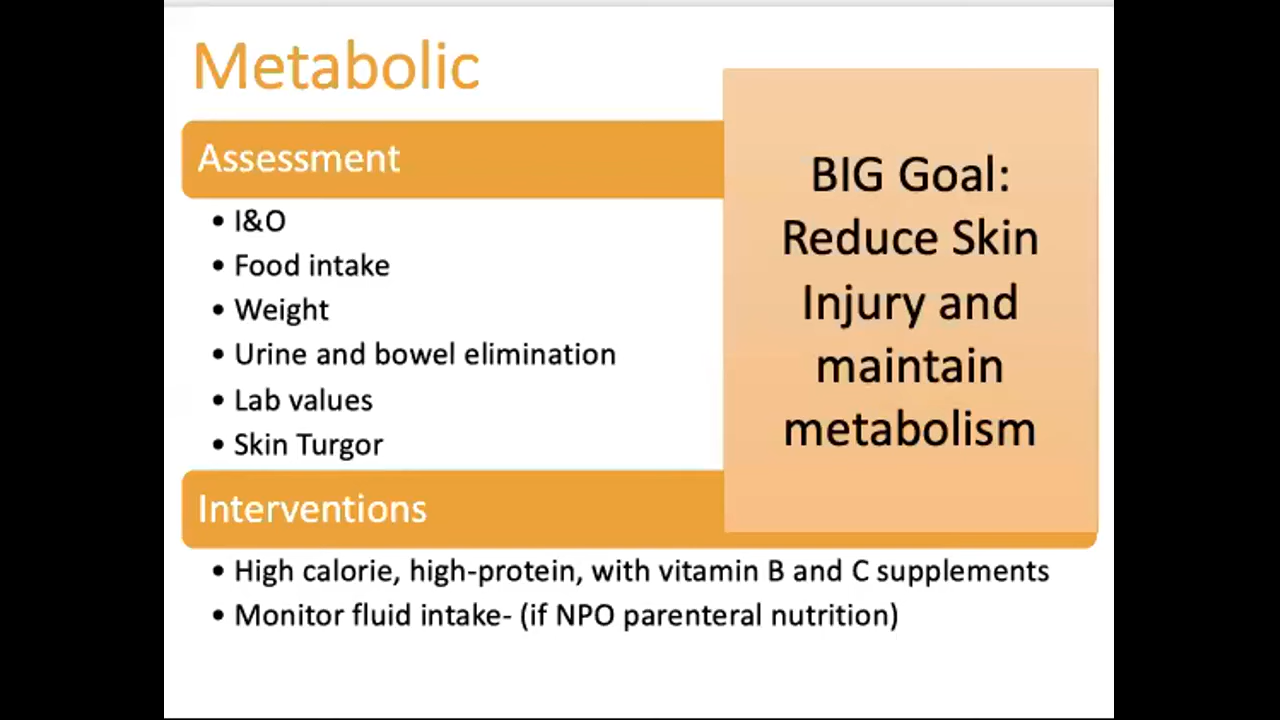 Metabolic
Assessment
• I&O
• Food intake
• Weight
• Urine and bowel elimination
• Lab values
• Skin Turgor
BIG Goal:
Reduce Skin
Injury and
maintain
metabolism
Interventions
• High calorie, high-protein, with vitamin B and C supplements
• Monitor fluid intake- (if NPO parenteral nutrition)